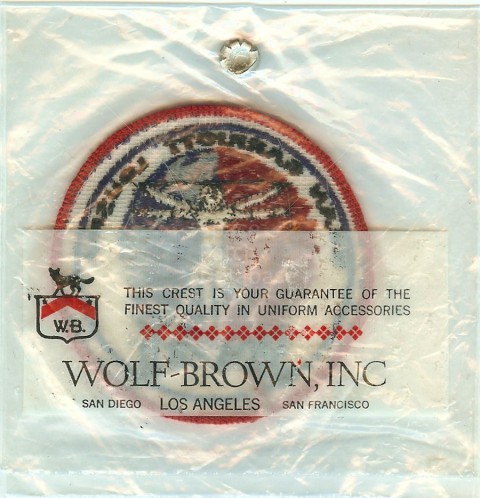 GARRIOTT
THIS CREST IS YOUR GUARANTEE OF THE
FINEST QUALITY IN UNIFORM ACCESSORIES
W.B.
WOLF-BROWN, INC
SAN DIEGO LOS ANGELES SAN FRANCISCO